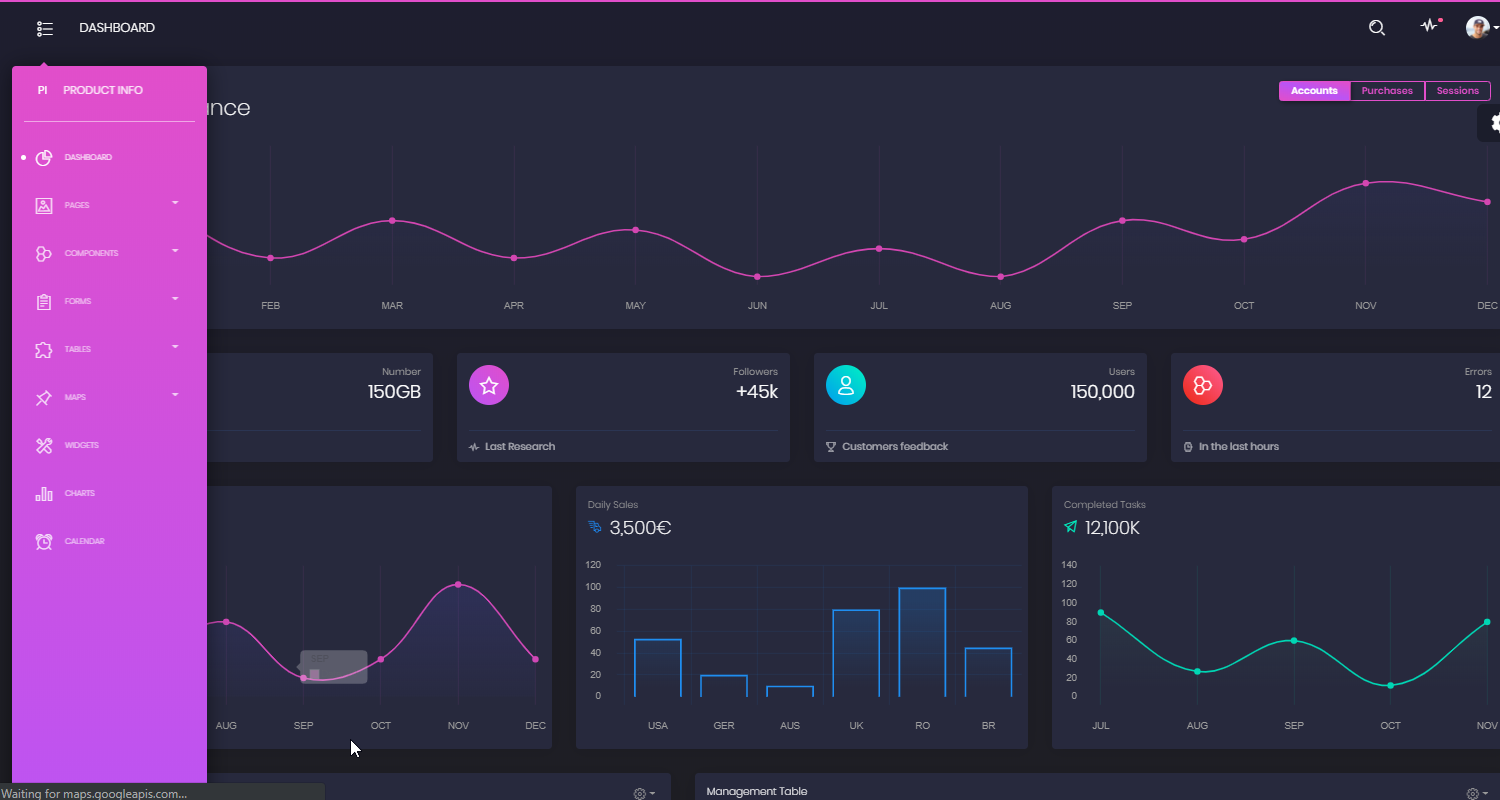 DASHBOARD
PI PRODUCT INFO
Accounts Purchases Sessions
DASHBOARD
PAGES
COMPONENTS
FORMS
TABLES
MAPS
WIDGETS
CHARTS
CALENDAR
FEB MAR APR MAY JUN JUL AUG SEP OCT NOV DEC
Number
150GB
Followers
+45k
Last Research
Users
150,000
Customers feedback
Errors
12
In the last hours
SEP
AUG SEP OCT NOV DEC
Daily Sales
3,500€
120
100
80
60
40
20
0
USA GER AUS UK RO BR
Completed Tasks
12,100K
140
120
100
80
60
40
20
0
JUL AUG SEP OCT NOV
Management Table
Waiting for maps.googleapis.com...